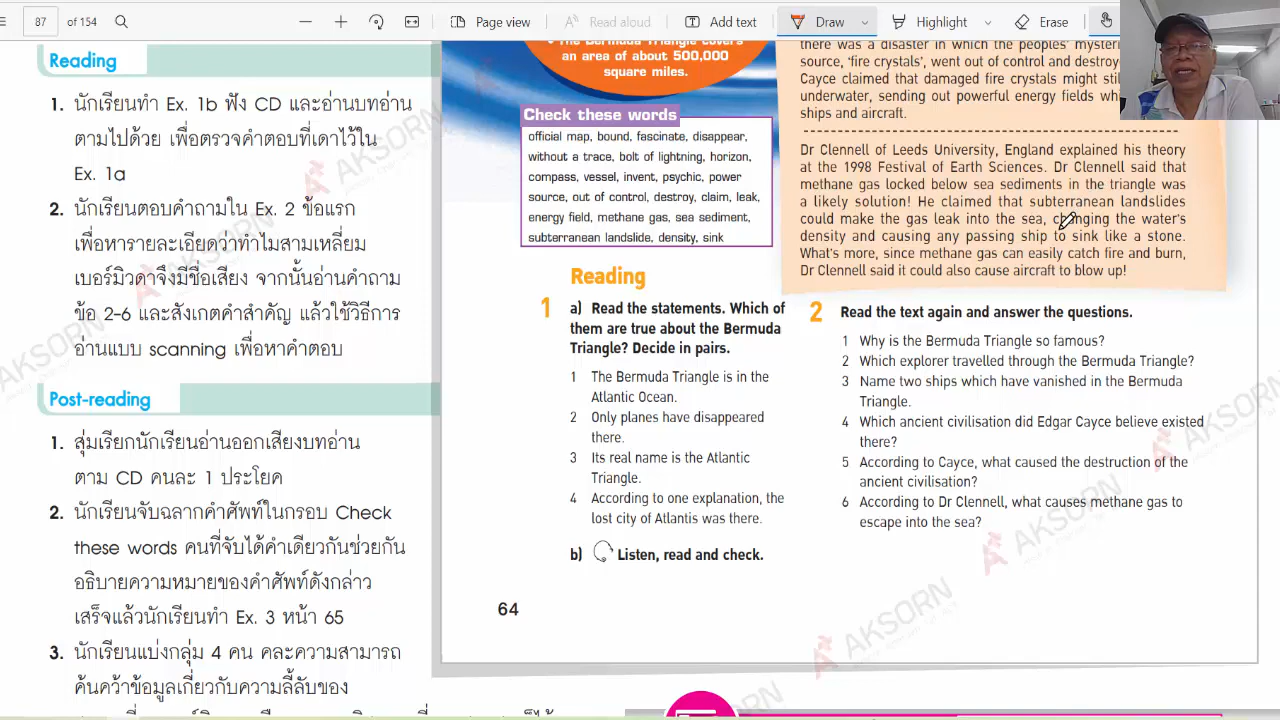 87
of 154
Page view
Read aloud
Add text
Draw
Highlight
Erase
Reading
1. นักเรียนทำ Ex. 1b ฟัง CD และอ่านบทอ่าน
ตามไปด้วย เพื่อตรวจคำตอบที่เดาไว้ใน
Ex. 1a
2. นักเรียนตอบคำถามใน Ex. 2 ข้อแรก
เพื่อหารายละเอียดว่าทำไมสามเหลี่ยม
เบอร์มิวดาจึงมีชื่อเสียง จากนั้นอ่านคำถาม
ข้อ 2-6 และสังเกตคำสำคัญ แล้วใช้วิธีการ
อ่านแบบ scanning เพื่อหาคำตอบ
Post-reading
1. สุ่มเรียกนักเรียนอ่านออกเสียงบทอ่าน
ตาม CD คนละ 1 ประโยค
2. นักเรียนจับฉลากคำศัพท์ในกรอบ Check
these words คนที่จับได้คำเดียวกันช่วยกัน
อธิบายความหมายของคำศัพท์ดังกล่าว
เสร็จแล้วนักเรียนทำ Ex. 3 หน้า 65
3. นักเรียนแบ่งกลุ่ม 4 คน คละความสามารถ
ค้นคว้าข้อมูลเกี่ยวกับความลี้ลับของ
• The Bermuda Triangle covers
an area of about 500,000
square miles.
Check these words
official map, bound, fascinate, disappear,
without a trace, bolt of lightning, horizon,
compass, vessel, invent, psychic, power
source, out of control, destroy, claim, leak,
energy field, methane gas, sea sediment,
subterranean landslide, density, sink
there was a disaster in which the peoples'
source, 'fire crystals', went out of control and
Cayce claimed that damaged fire crystals might
underwater, sending out powerful energy fields
ships and aircraft.
Dr Clennell of Leeds University, England explained his theory
at the 1998 Festival of Earth Sciences. Dr Clennell said that
methane gas locked below sea sediments in the triangle was
a likely solution! He claimed that subterranean landslides
could make the gas leak into the sea, changing the water's
density and causing any passing ship to sink like a stone.
What's more, since methane gas can easily catch fire and burn,
Dr Clennell said it could also cause aircraft to blow up!
Reading
1 a) Read the statements. Which of
them are true about the Bermuda
Triangle? Decide in pairs.
1 The Bermuda Triangle is in the
Atlantic Ocean.
2 Only planes have disappeared
there.
3 Its real name is the Atlantic
Triangle.
4 According to one explanation, the
lost city of Atlantis was there.
b) Listen, read and check.
2 Read the text again and answer the questions.
1 Why is the Bermuda Triangle so famous?
2 Which explorer travelled through the Bermuda Triangle?
3 Name two ships which have vanished in the Bermuda
Triangle.
4 Which ancient civilisation did Edgar Cayce believe existed
there?
5 According to Cayce, what caused the destruction of the
ancient civilisation?
6 According to Dr Clennell, what causes methane gas to
escape into the sea?
64
AKSORN
AKSORN
AKSORN
AKSORN
AKSORN